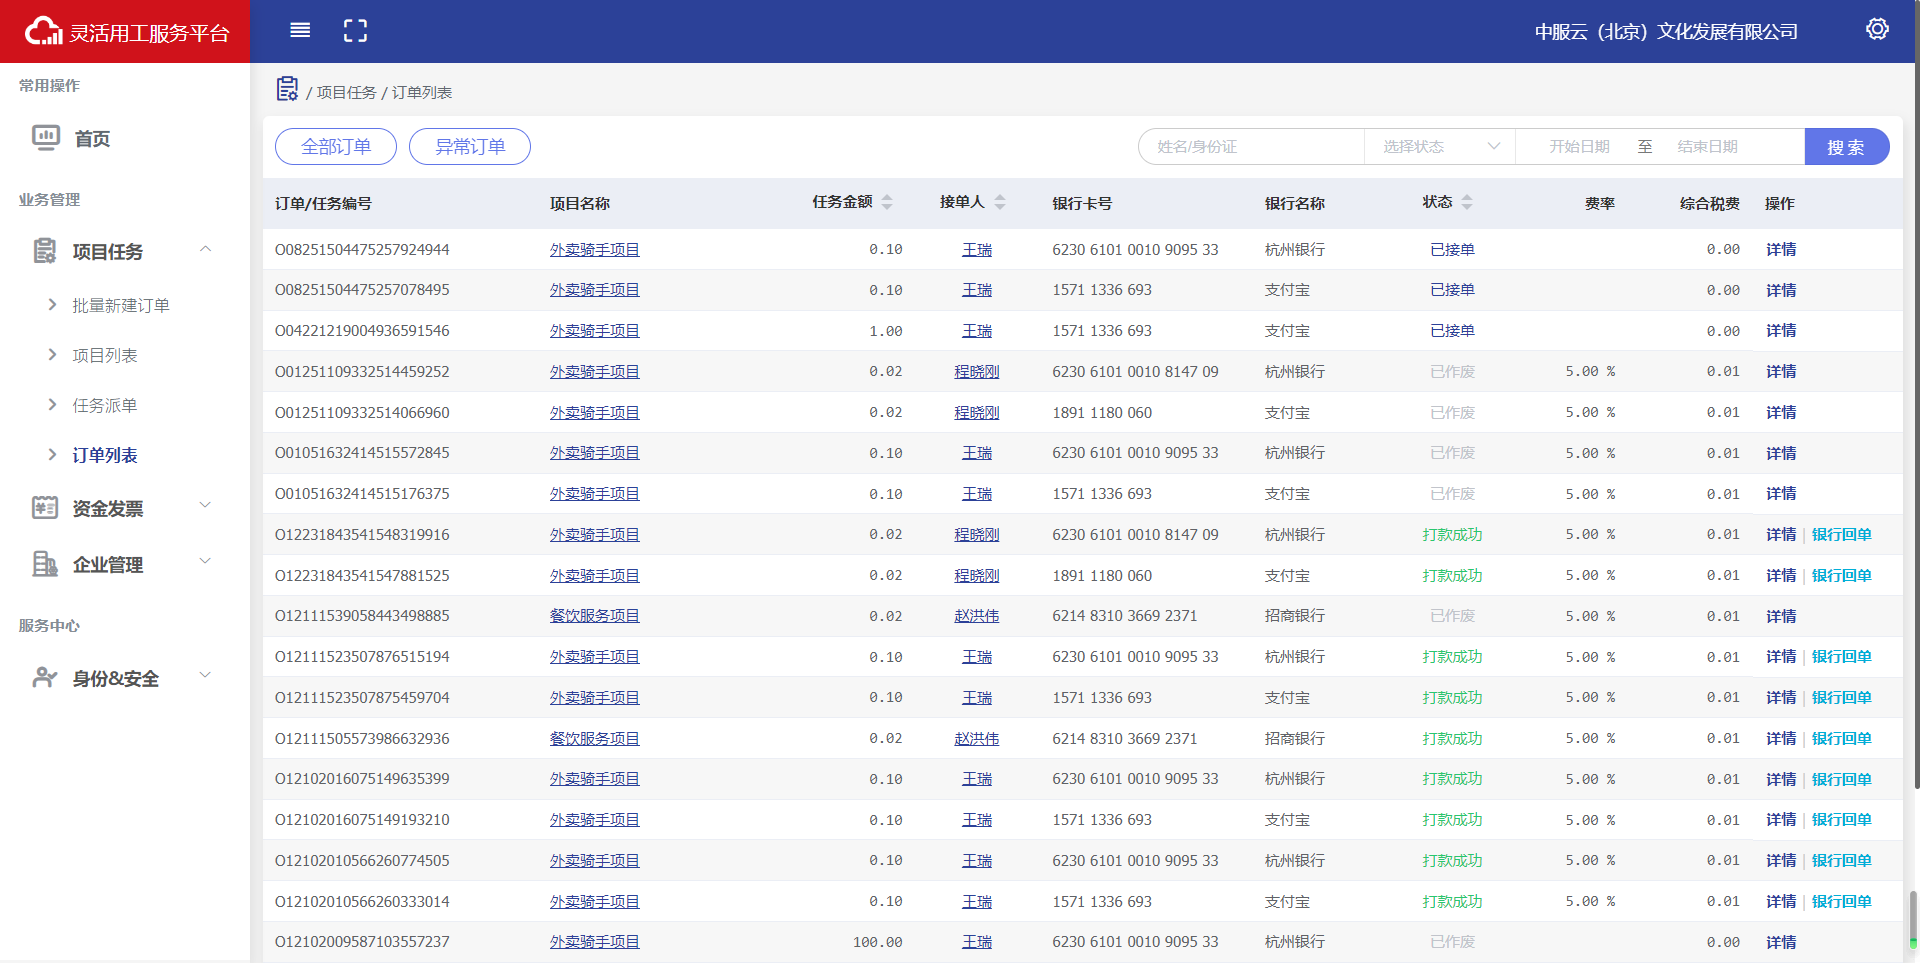 灵活用工服务平台
中服云（北京）文化发展有限公司
常用操作
首页
业务管理
项目任务
批量新建订单
项目列表
任务派单
订单列表
资金发票
企业管理
服务中心
身份&安全
/ 项目任务 / 订单列表
全部订单 异常订单 姓名/身份证 选择状态 开始日期 至 结束日期 搜 索
订单/任务编号 项目名称 任务金额 接单人 银行卡号 银行名称 状态 费率 综合税费 操作
O08251504475257924944 外卖骑手项目 0.10 王瑞 6230 6101 0010 9095 33 杭州银行 已接单 0.00 详情
O08251504475257078495 外卖骑手项目 0.10 王瑞 1571 1336 693 支付宝 已接单 0.00 详情
O04221219004936591546 外卖骑手项目 1.00 王瑞 1571 1336 693 支付宝 已接单 0.00 详情
O01251109332514459252 外卖骑手项目 0.02 程晓刚 6230 6101 0010 8147 09 杭州银行 已作废 5.00 % 0.01 详情
O01251109332514066960 外卖骑手项目 0.02 程晓刚 1891 1180 060 支付宝 已作废 5.00 % 0.01 详情
O01051632414515572845 外卖骑手项目 0.10 王瑞 6230 6101 0010 9095 33 杭州银行 已作废 5.00 % 0.01 详情
O01051632414515176375 外卖骑手项目 0.10 王瑞 1571 1336 693 支付宝 已作废 5.00 % 0.01 详情
O12231843541548319916 外卖骑手项目 0.02 程晓刚 6230 6101 0010 8147 09 杭州银行 打款成功 5.00 % 0.01 详情 | 银行回单
O12231843541547881525 外卖骑手项目 0.02 程晓刚 1891 1180 060 支付宝 打款成功 5.00 % 0.01 详情 | 银行回单
O12111539058443498885 餐饮服务项目 0.02 赵洪伟 6214 8310 3669 2371 招商银行 已作废 5.00 % 0.01 详情
O12111523507876515194 外卖骑手项目 0.10 王瑞 6230 6101 0010 9095 33 杭州银行 打款成功 5.00 % 0.01 详情 | 银行回单
O12111523507875459704 外卖骑手项目 0.10 王瑞 1571 1336 693 支付宝 打款成功 5.00 % 0.01 详情 | 银行回单
O12111505573986632936 餐饮服务项目 0.02 赵洪伟 6214 8310 3669 2371 招商银行 打款成功 5.00 % 0.01 详情 | 银行回单
O12102016075149635399 外卖骑手项目 0.10 王瑞 6230 6101 0010 9095 33 杭州银行 打款成功 5.00 % 0.01 详情 | 银行回单
O12102016075149193210 外卖骑手项目 0.10 王瑞 1571 1336 693 支付宝 打款成功 5.00 % 0.01 详情 | 银行回单
O12102010566260774505 外卖骑手项目 0.10 王瑞 6230 6101 0010 9095 33 杭州银行 打款成功 5.00 % 0.01 详情 | 银行回单
O12102010566260333014 外卖骑手项目 0.10 王瑞 1571 1336 693 支付宝 打款成功 5.00 % 0.01 详情 | 银行回单
O12102009587103557237 外卖骑手项目 100.00 王瑞 6230 6101 0010 9095 33 杭州银行 已作废 0.00 详情